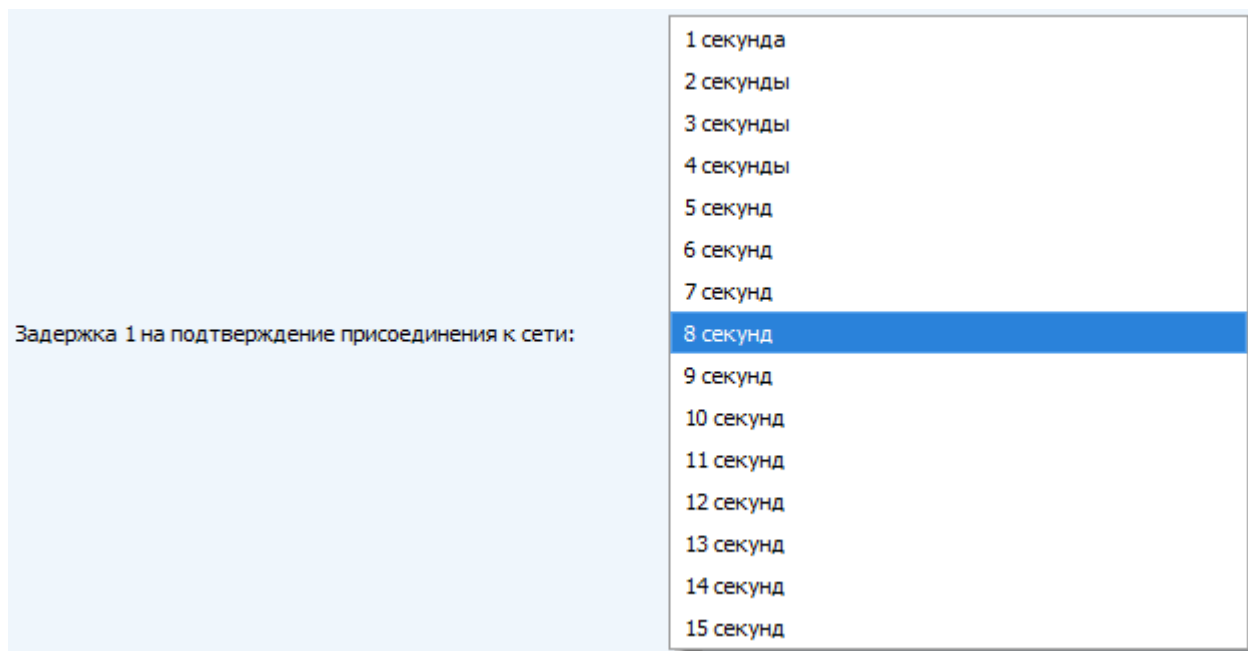 1 секунда
2 секунды
3 секунды
4 секунды
5 секунд
6 секунд
7 секунд
Задержка 1 на подтверждение присоединения к сети:
8 секунд
9 секунд
10 секунд
11 секунд
12 секунд
13 секунд
14 секунд
15 секунд